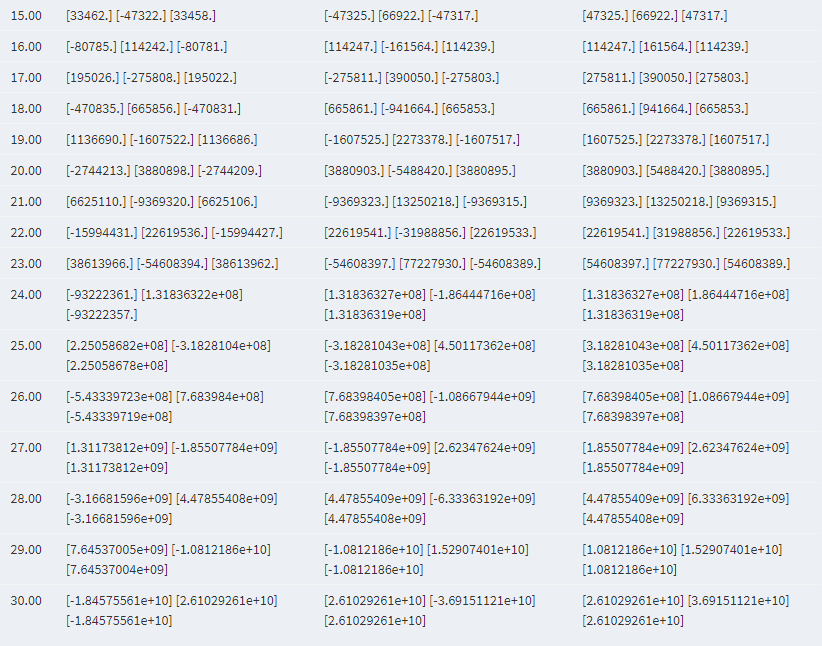 15.00 [33462.] [-47322.] [33458.] [-47325.] [66922.] [-47317.] [47325.] [66922.] [47317.]
16.00 [-80785.] [114242.] [-80781.] [114247.] [-161564.] [114239.] [114247.] [161564.] [114239.]
17.00 [195026.] [-275808.] [195022.] [-275811.] [390050.] [-275803.] [275811.] [390050.] [275803.]
18.00 [-470835.] [665856.] [-470831.] [665861.] [-941664.] [665853.] [665861.] [941664.] [665853.]
19.00 [1136690.] [-1607522.] [1136686.] [-1607525.] [2273378.] [-1607517.] [1607525.] [2273378.] [1607517.]
20.00 [-2744213.] [3880898.] [-2744209.] [3880903.] [-5488420.] [3880895.] [3880903.] [5488420.] [3880895.]
21.00 [6625110.] [-9369320.] [6625106.] [-9369323.] [13250218.] [-9369315.] [9369323.] [13250218.] [9369315.]
22.00 [-15994431.] [22619536.] [-15994427.] [22619541.] [-31988856.] [22619533.] [22619541.] [31988856.] [22619533.]
23.00 [38613966.] [-54608394.] [38613962.] [-54608397.] [77227930.] [-54608389.] [54608397.] [77227930.] [54608389.]
24.00 [-93222361.] [1.31836322e+08] [1.31836327e+08] [-1.86444716e+08] [1.31836327e+08] [1.86444716e+08]
[-93222357.] [1.31836319e+08] [1.31836319e+08]
25.00 [2.25058682e+08] [-3.1828104e+08] [-3.18281043e+08] [4.50117362e+08] [3.18281043e+08] [4.50117362e+08]
[2.25058678e+08] [-3.18281035e+08] [3.18281035e+08]
26.00 [-5.43339723e+08] [7.683984e+08] [7.68398405e+08] [-1.08667944e+09] [7.68398405e+08] [1.08667944e+09]
[-5.43339719e+08] [7.68398397e+08] [7.68398397e+08]
27.00 [1.31173812e+09] [-1.85507784e+09] [-1.85507784e+09] [2.62347624e+09] [1.85507784e+09] [2.62347624e+09]
[1.31173812e+09] [-1.85507784e+09] [1.85507784e+09]
28.00 [-3.16681596e+09] [4.47855408e+09] [4.47855409e+09] [-6.33363192e+09] [4.47855409e+09] [6.33363192e+09]
[-3.16681596e+09] [4.47855408e+09] [4.47855408e+09]
29.00 [7.64537005e+09] [-1.0812186e+10] [-1.0812186e+10] [1.52907401e+10] [1.0812186e+10] [1.52907401e+10]
[7.64537004e+09] [-1.0812186e+10] [1.0812186e+10]
30.00 [-1.84575561e+10] [2.61029261e+10] [2.61029261e+10] [-3.69151121e+10] [2.61029261e+10] [3.69151121e+10]
[-1.84575561e+10] [2.61029261e+10] [2.61029261e+10]